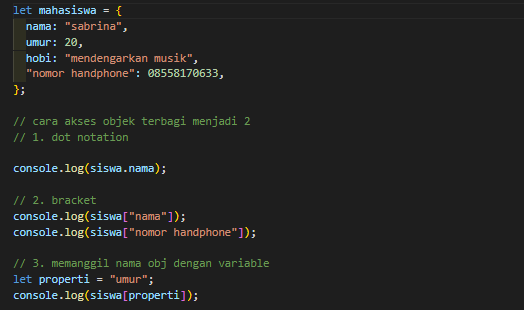 let mahasiswa = {
  nama: "sabrina",
  umur: 20,
  hobi: "mendengarkan musik",
  "nomor handphone": 08558170633,
};
// cara akses objek terbagi menjadi 2
// 1. dot notation
console.log(siswa.nama);
// 2. bracket
console.log(siswa["nama"]);
console.log(siswa["nomor handphone"]);
// 3. memanggil nama obj dengan variable
let properti = "umur";
console.log(siswa[properti]);